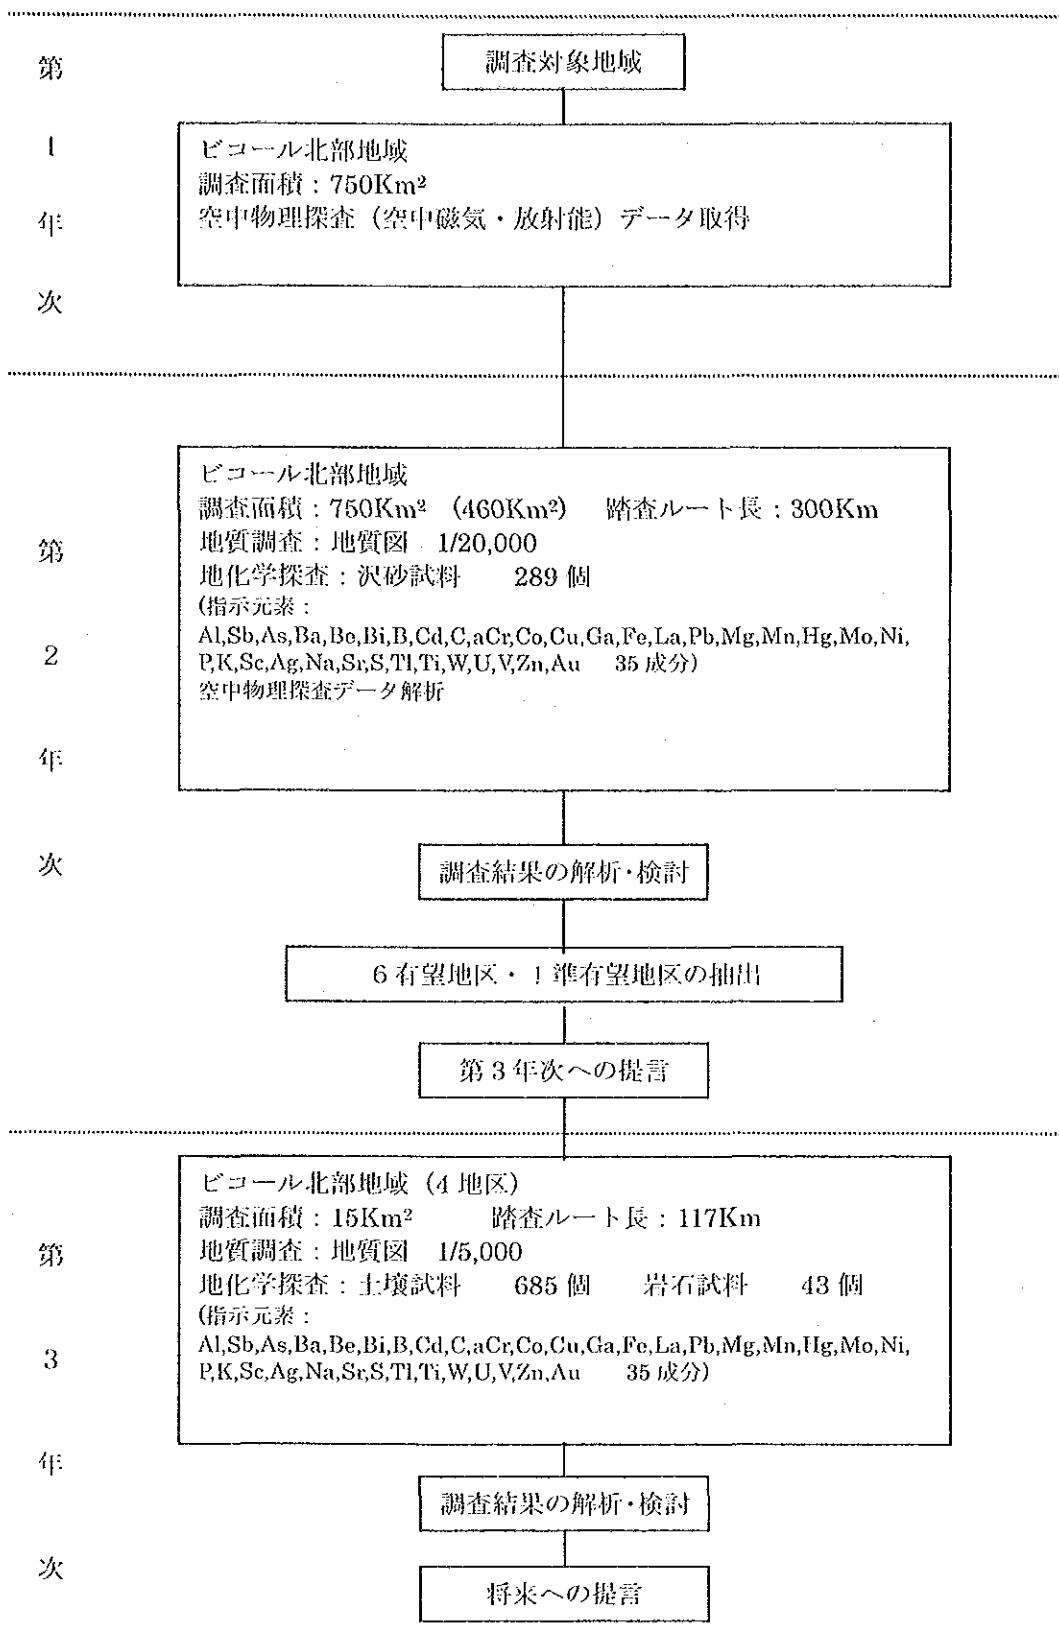 調査対象地域
第1年次
ビコール北部地域
調査面積：750Km²
空中物理探査（空中磁気・放射能）データ取得
第2年次
ビコール北部地域
調査面積：750Km² (460Km²) 踏査ルート長：300Km
地質調査：地質図 1/20,000
地化学探査：沢砂試料 289個
(指示元素：
Al,Sb,As,Ba,Be,Bi,B,Cd,C,aCr,Co,Cu,Ga,Fe,La,Pb,Mg,Mn,Hg,Mo,Ni,
P,K,Sc,Ag,Na,Sr,S,Tl,Ti,W,U,V,Zn,Au 35成分)
空中物理探査データ解析
調査結果の解析・検討
6有望地区・1準有望地区の抽出
第3年次への提言
第3年次
ビコール北部地域（4地区）
調査面積：15Km² 踏査ルート長：117Km
地質調査：地質図 1/5,000
地化学探査：土壌試料 685個 岩石試料 43個
(指示元素：
Al,Sb,As,Ba,Be,Bi,B,Cd,C,aCr,Co,Cu,Ga,Fe,La,Pb,Mg,Mn,Hg,Mo,Ni,
P,K,Sc,Ag,Na,Sr,S,Tl,Ti,W,U,V,Zn,Au 35成分)
調査結果の解析・検討
将来への提言